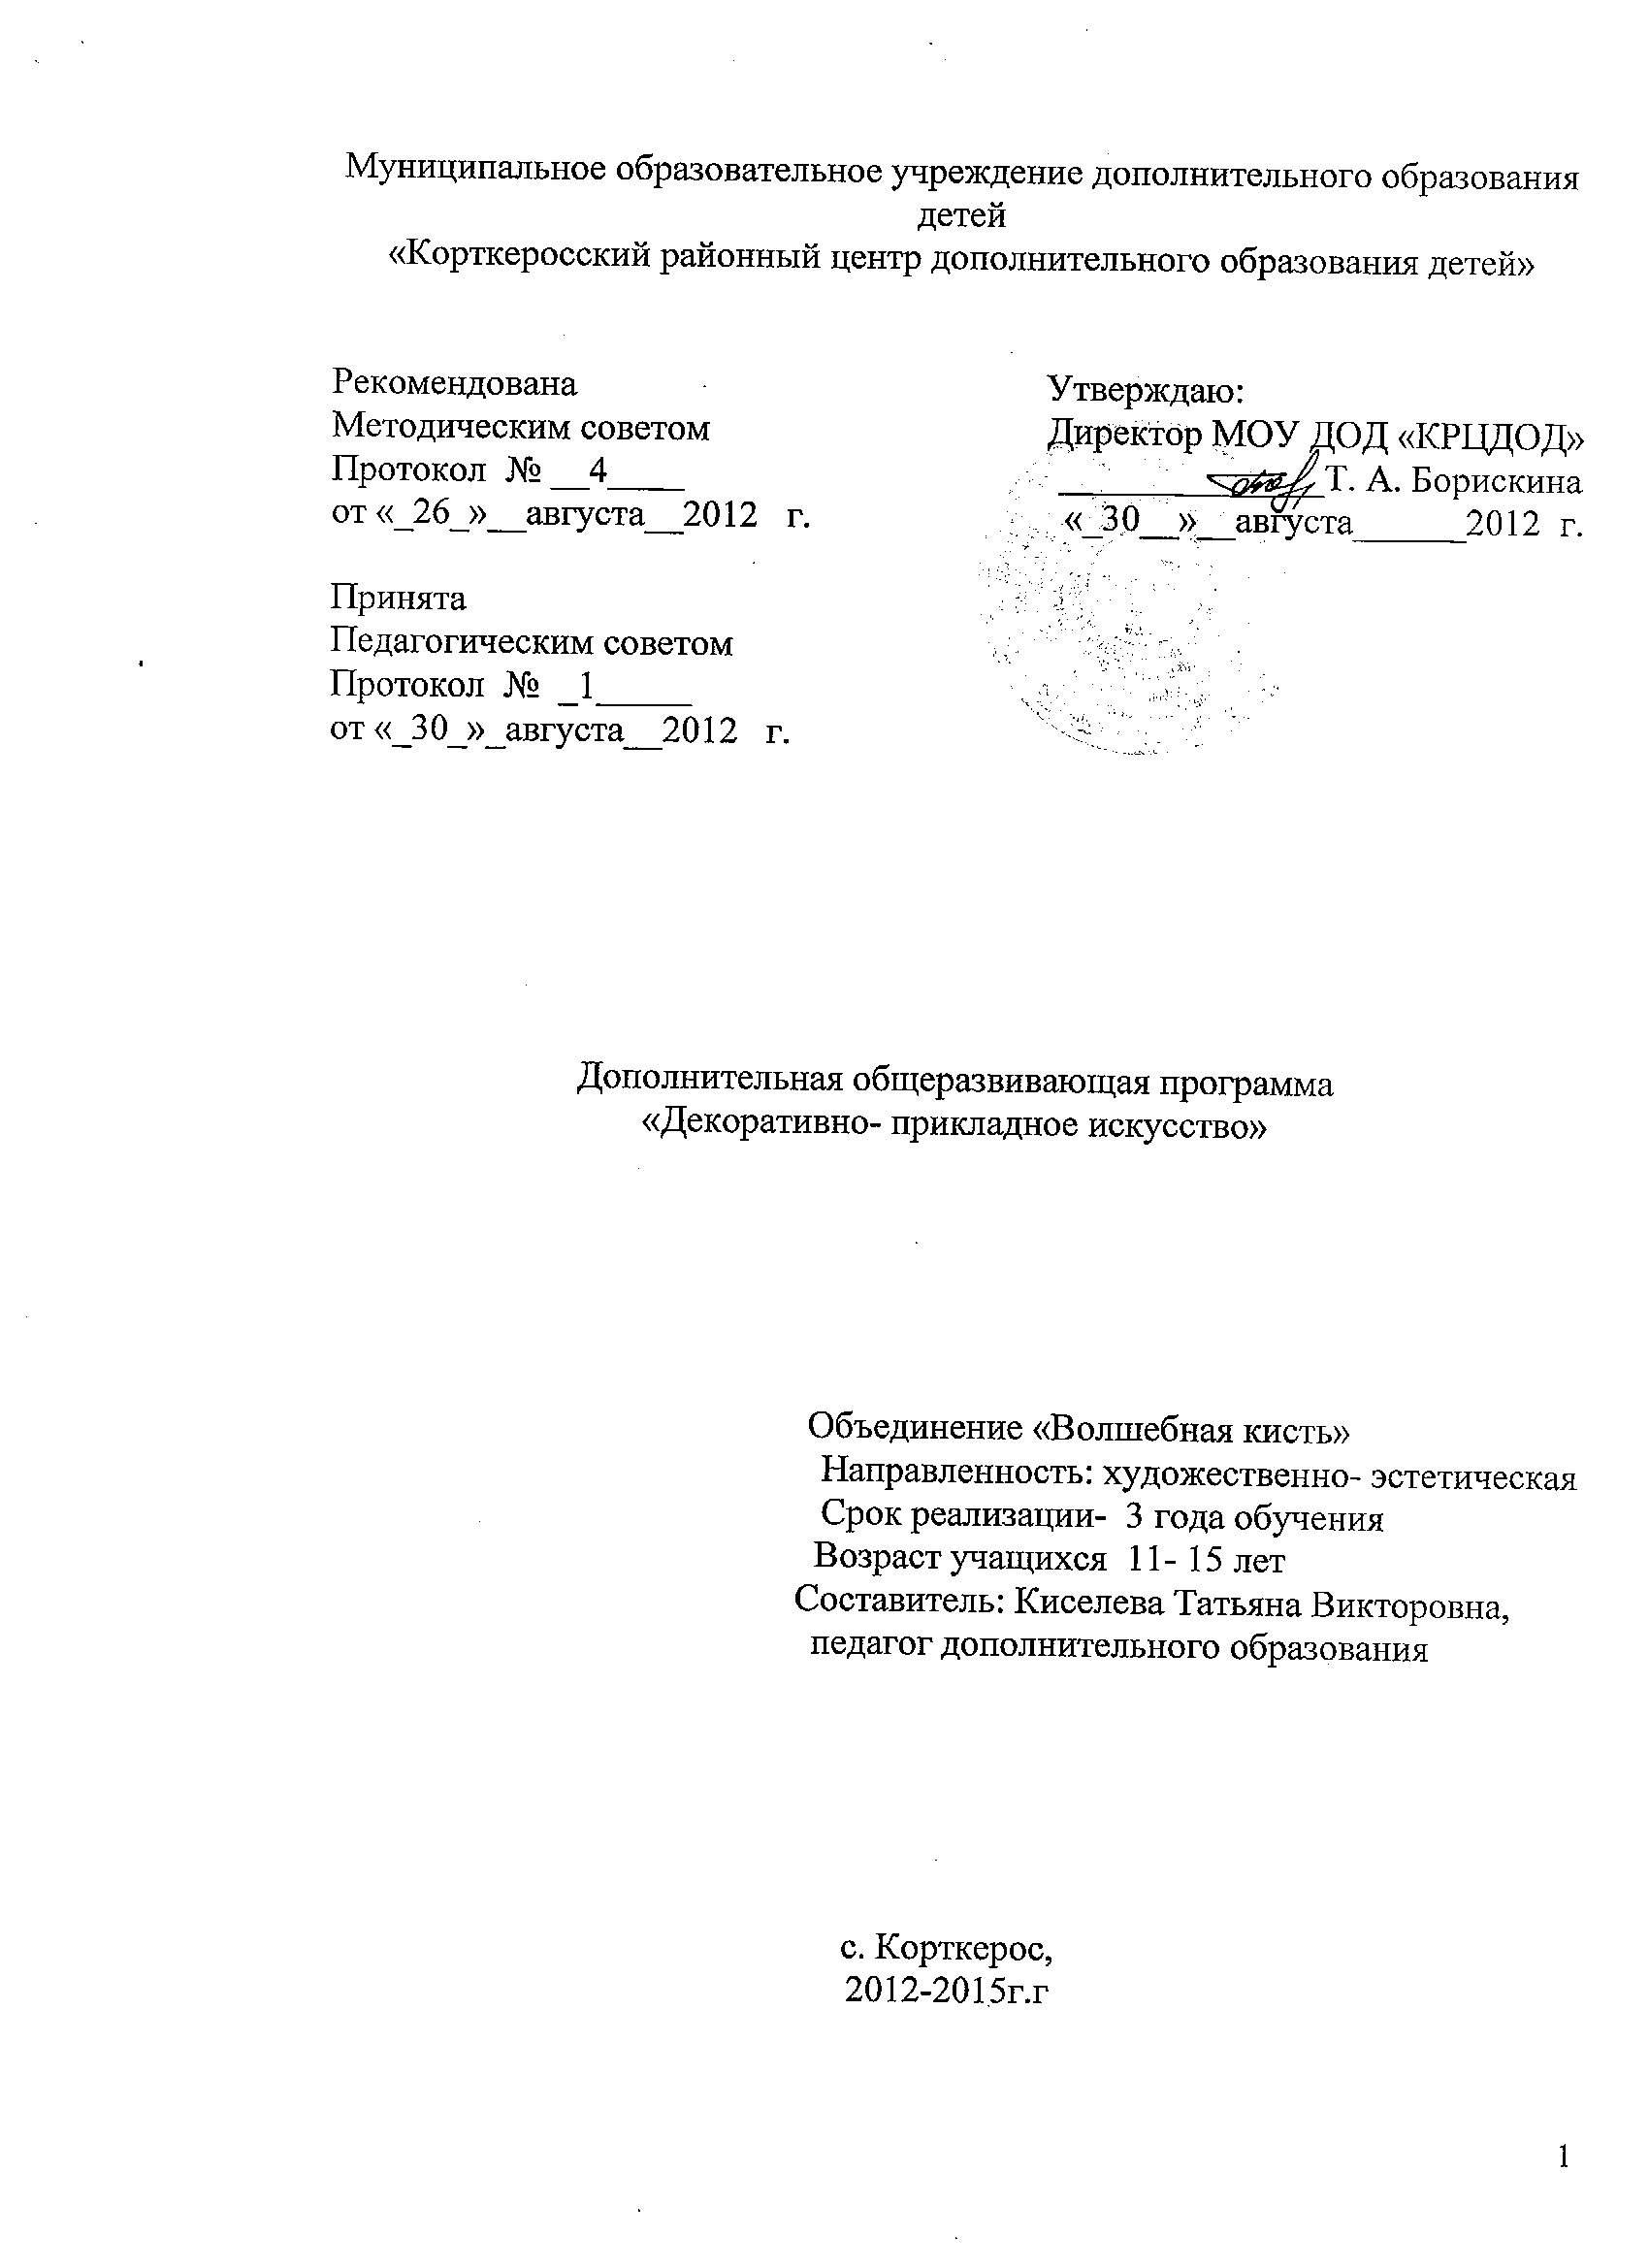 Муниципальное образовательное учреждение дополнительного образования
детей
«Корткеросский районный центр дополнительного образования детей»
Рекомендована
Методическим советом
Протокол № __4____
от «_26_»__августа__2012 г.
Принята
Педагогическим советом
Протокол № _1_____
от «_30_»_августа__2012 г.
Утверждаю:
Директор МОУ ДОД «КРЦДОД»
______________Т. А. Борискина
«_30__»__августа______2012 г.
Дополнительная общеразвивающая программа
«Декоративно- прикладное искусство»
Объединение «Волшебная кисть»
Направленность: художественно- эстетическая
Срок реализации- 3 года обучения
Возраст учащихся 11- 15 лет
Составитель: Киселева Татьяна Викторовна,
педагог дополнительного образования
с. Корткерос,
2012-2015г.г
1